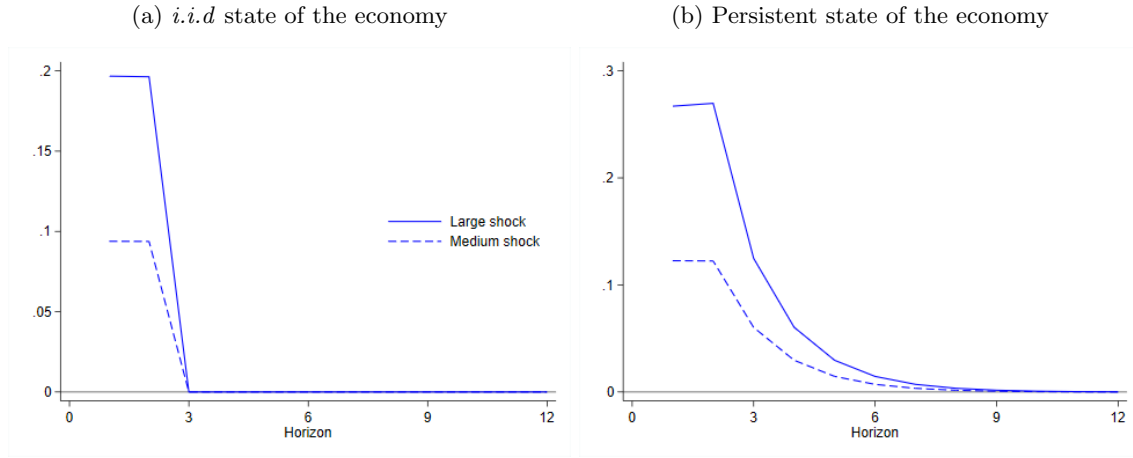 (a) i.i.d state of the economy
(b) Persistent state of the economy
.2
.15
.1
.05
0
0 3 6 9 12
Horizon
Large shock
Medium shock
.3
.2
.1
0
0 3 6 9 12
Horizon